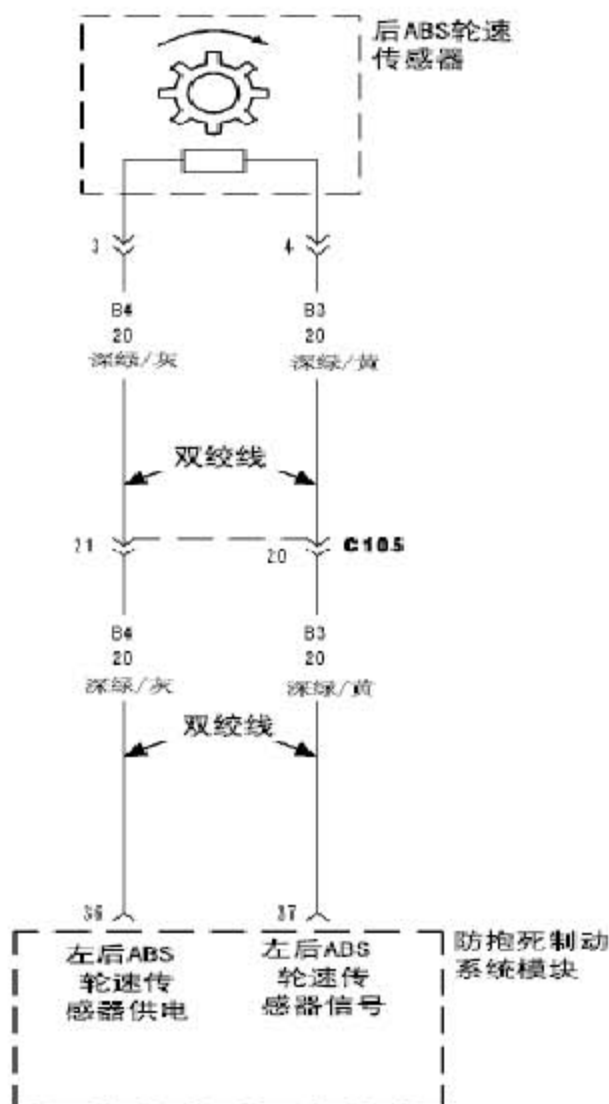 后ABS轮速
传感器
3
4
B4
20
深绿/灰
B3
20
深绿/黄
双绞线
21
20
C105
B4
20
深绿/灰
B3
20
深绿/黄
双绞线
36
37
左后ABS
轮速传
感器供电
左后ABS
轮速传
感器信号
防抱死制动
系统模块